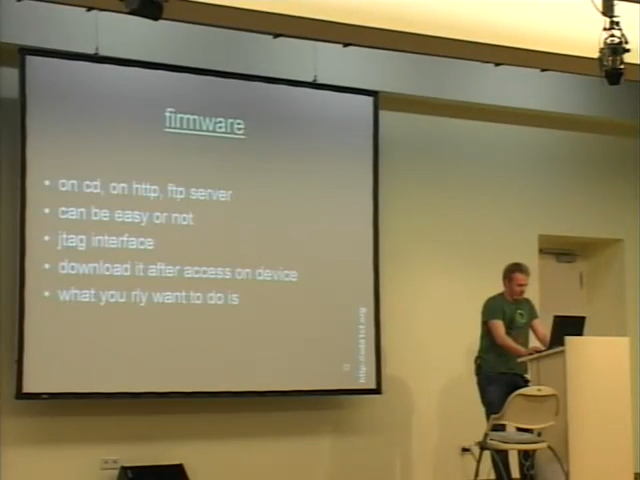 firmware
• on cd, on http, ftp server
• can be easy or not
• jtag interface
• download it after access on device
• what you rly want to do is